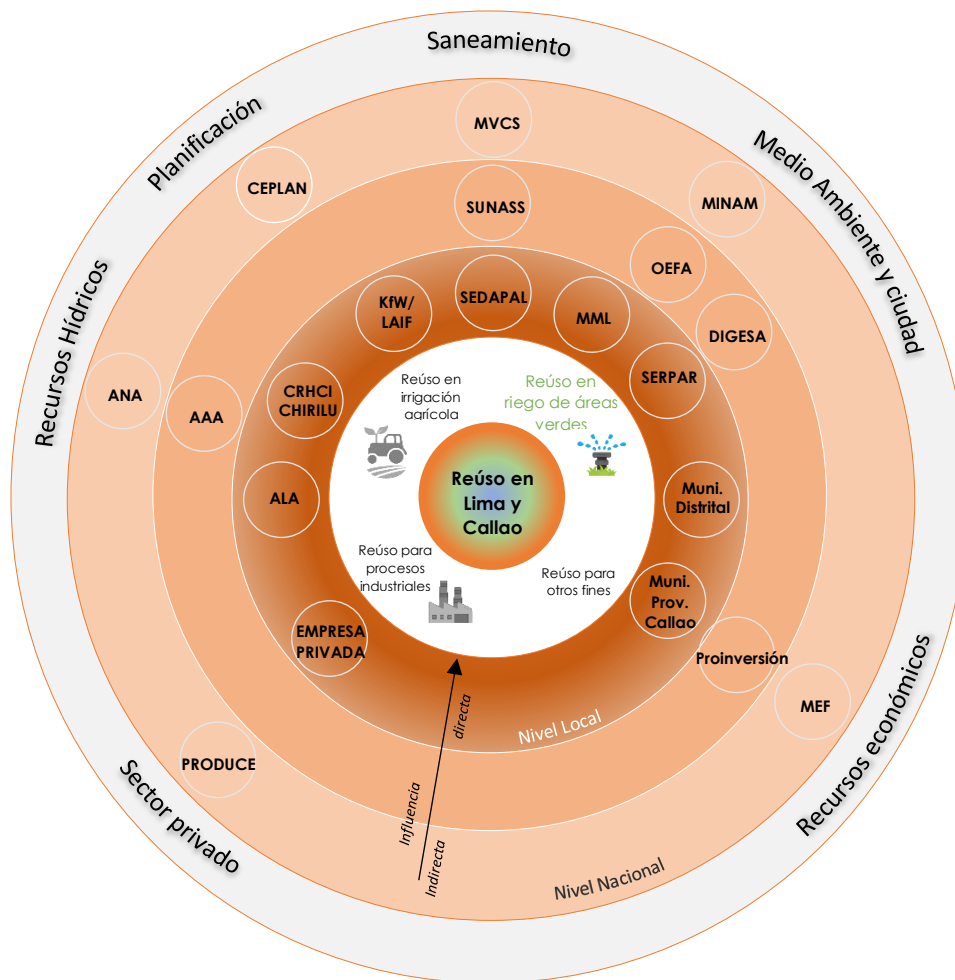 Saneamiento
Planificación
Medio Ambiente y ciudad
Recursos Hídricos
Recursos económicos
Sector privado
MVCS
CEPLAN
MINAM
SUNASS
OEFA
KfW/
LAIF
SEDAPAL
MML
DIGESA
SERPAR
CRHCI
CHIRILU
ANA
AAA
ALA
Reúso en
irrigación
agrícola
Reúso en
riego de áreas
verdes
Reúso en
Lima y
Callao
Reúso para
procesos
industriales
Reúso para
otros fines
Muni.
Distrital
Muni.
Prov.
Callao
EMPRESA
PRIVADA
Proinversión
MEF
PRODUCE
directa
Influencia
Indirecta
Nivel Local
Nivel Nacional